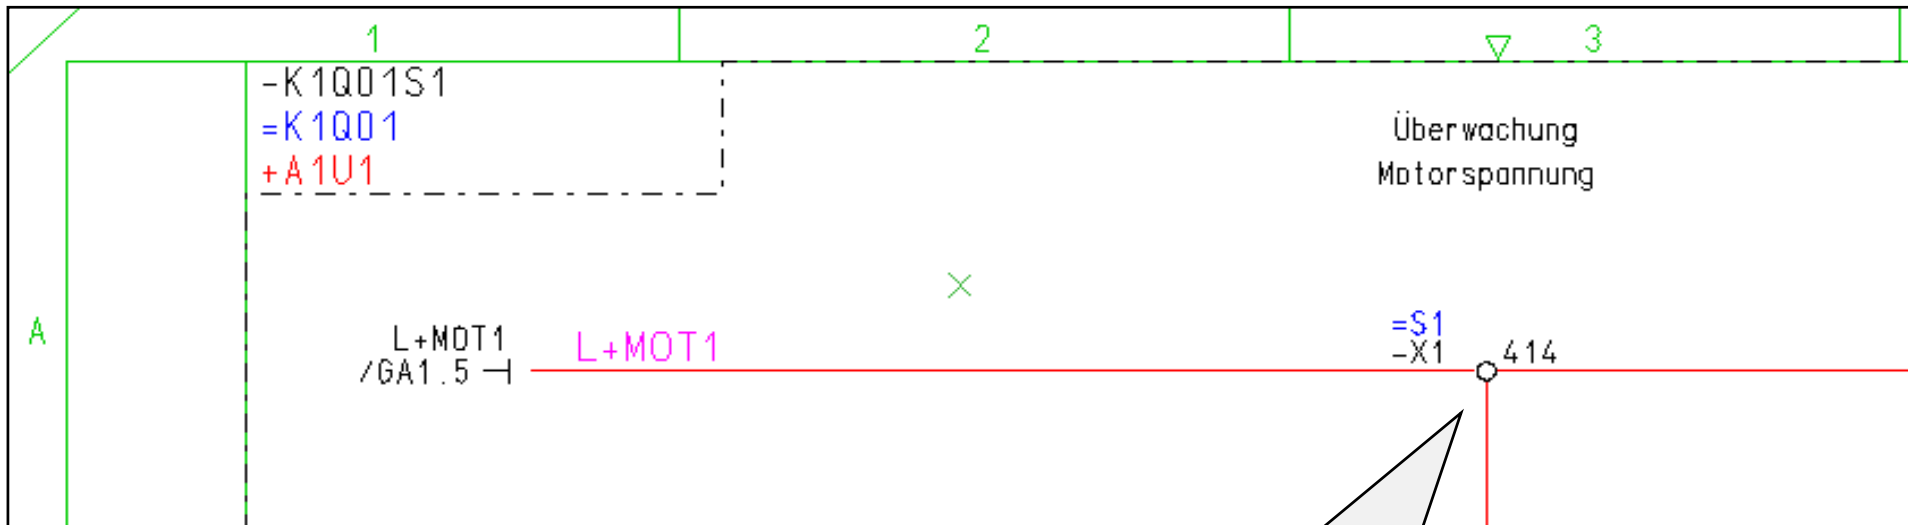 1
2
3
-K1Q01S1
=K1Q01
+A1U1
Überwachung
Motorspannung
A
L+MOT1
/GA1.5
L+MOT1
=S1
-X1
414